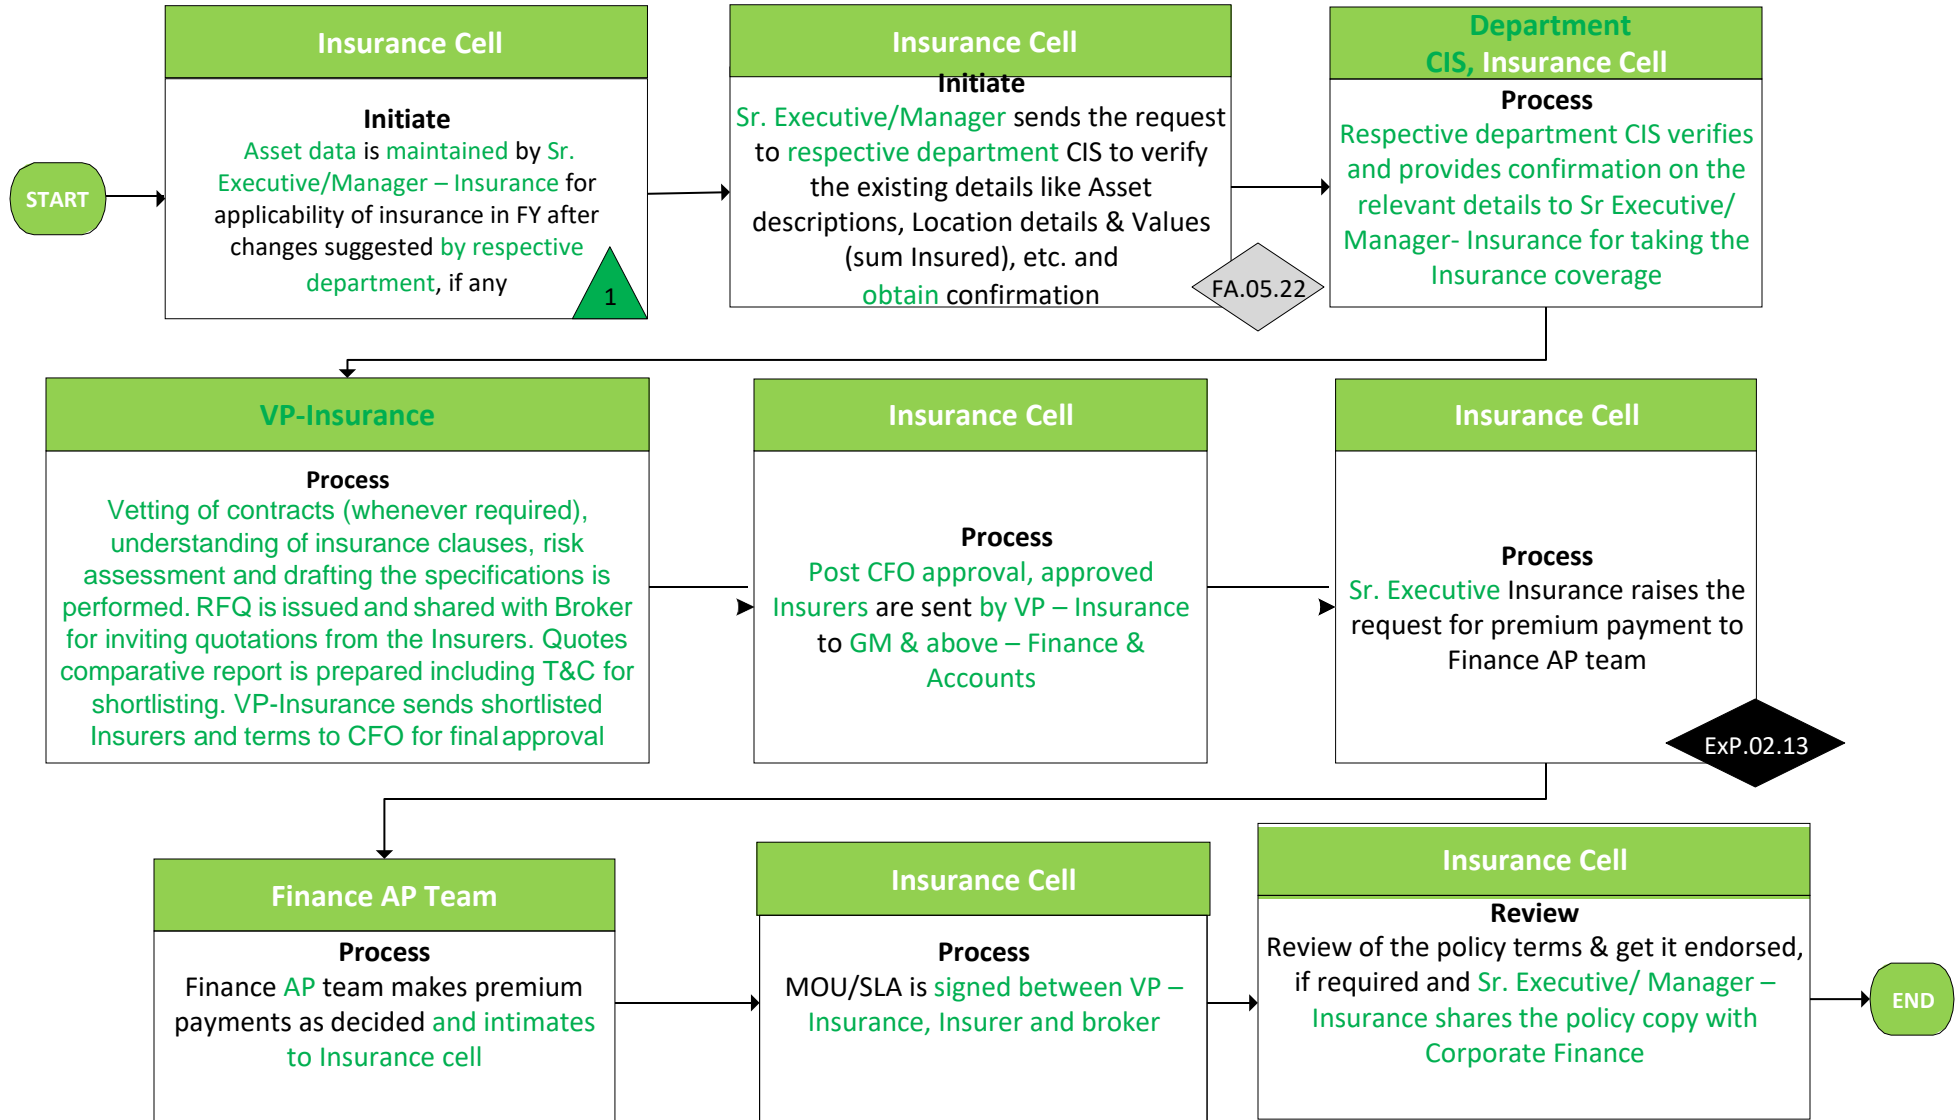 START
Insurance Cell
Initiate
Asset data is maintained by Sr.
Executive/Manager – Insurance for
applicability of insurance in FY after
changes suggested by respective
department, if any
1
Insurance Cell
Initiate
Sr. Executive/Manager sends the request
to respective department CIS to verify
the existing details like Asset
descriptions, Location details & Values
(sum Insured), etc. and
obtain confirmation
FA.05.22
Department
CIS, Insurance Cell
Process
Respective department CIS verifies
and provides confirmation on the
relevant details to Sr Executive/
Manager- Insurance for taking the
Insurance coverage
VP-Insurance
Process
Vetting of contracts (whenever required),
understanding of insurance clauses, risk
assessment and drafting the specifications is
performed. RFQ is issued and shared with Broker
for inviting quotations from the Insurers. Quotes
comparative report is prepared including T&C for
shortlisting. VP-Insurance sends shortlisted
Insurers and terms to CFO for final approval
Insurance Cell
Process
Post CFO approval, approved
Insurers are sent by VP – Insurance
to GM & above – Finance &
Accounts
Insurance Cell
Process
Sr. Executive Insurance raises the
request for premium payment to
Finance AP team
ExP.02.13
Finance AP Team
Process
Finance AP team makes premium
payments as decided and intimates
to Insurance cell
Insurance Cell
Process
MOU/SLA is signed between VP –
Insurance, Insurer and broker
Insurance Cell
Review
Review of the policy terms & get it endorsed,
if required and Sr. Executive/ Manager –
Insurance shares the policy copy with
Corporate Finance
END